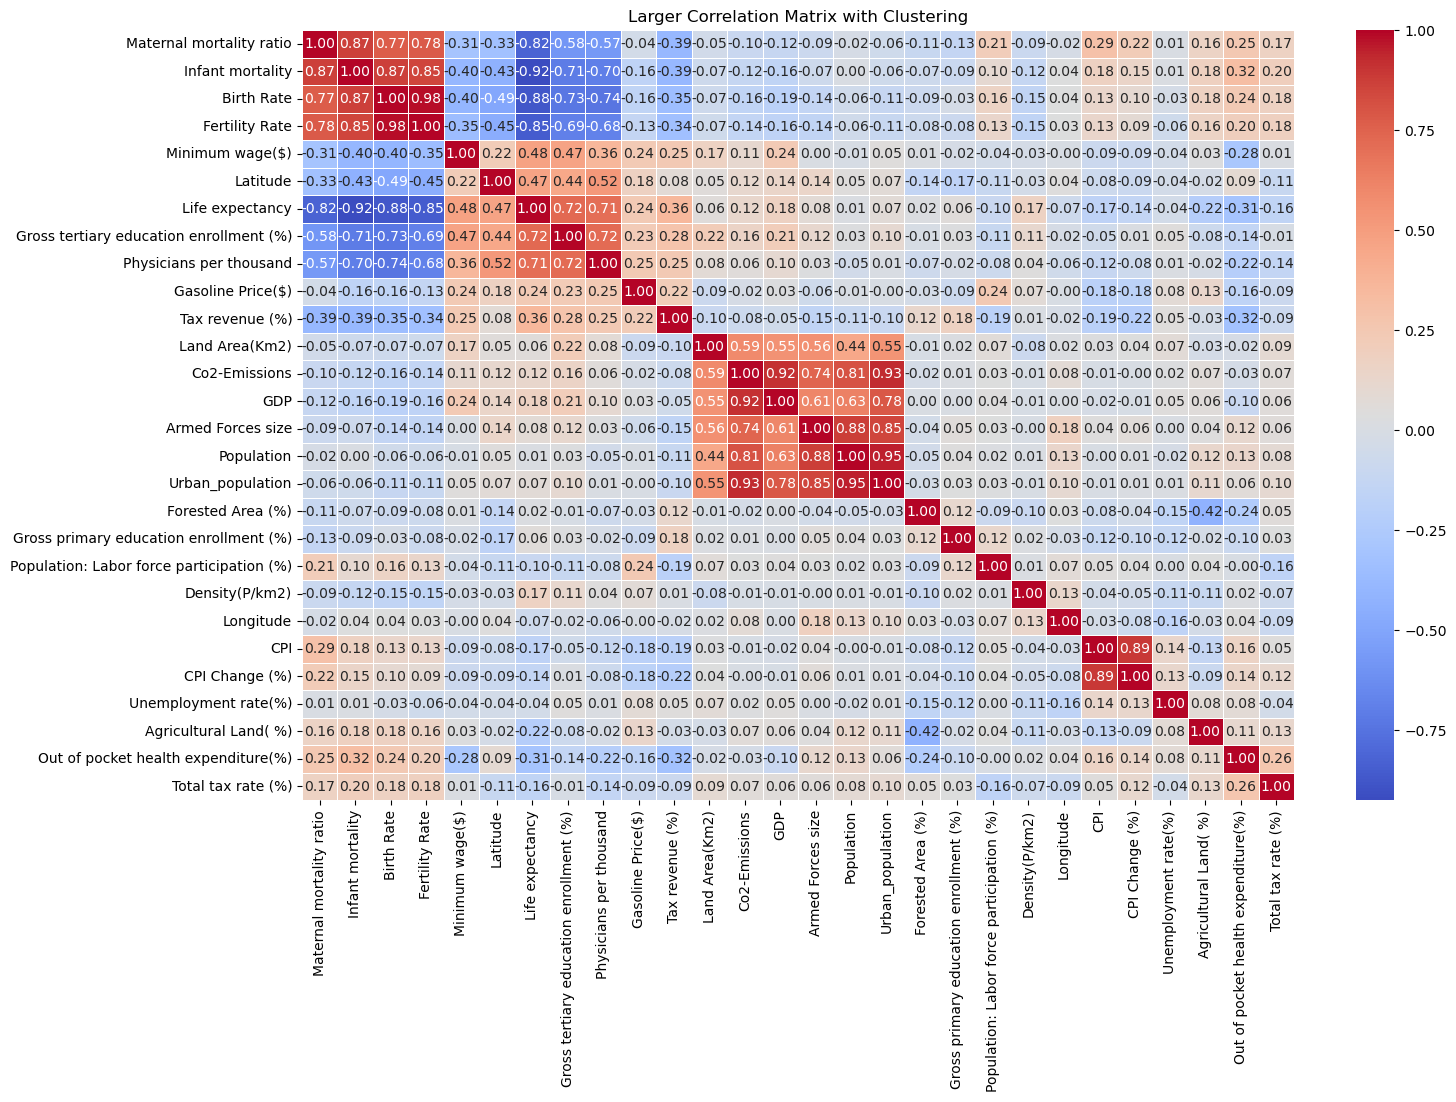 Larger Correlation Matrix with Clustering
Maternal mortality ratio 1.00 0.87 0.77 0.78 -0.31 -0.33 -0.82 -0.58 -0.57 -0.04 -0.39 -0.05 -0.10 -0.12 -0.09 -0.02 -0.06 -0.11 -0.13 0.21 -0.09 -0.02 0.29 0.22 0.01 0.16 0.25 0.17
Infant mortality 0.87 1.00 0.87 0.85 -0.40 -0.43 -0.92 -0.71 -0.70 -0.16 -0.39 -0.07 -0.12 -0.16 -0.07 0.00 -0.06 -0.07 -0.09 0.10 -0.12 0.04 0.18 0.15 0.01 0.18 0.32 0.20
Birth Rate 0.77 0.87 1.00 0.98 -0.40 -0.49 -0.88 -0.73 -0.74 -0.16 -0.35 -0.07 -0.16 -0.19 -0.14 -0.06 -0.11 -0.09 -0.03 0.16 -0.15 0.04 0.13 0.10 -0.03 0.18 0.24 0.18
Fertility Rate 0.78 0.85 0.98 1.00 -0.35 -0.45 -0.85 -0.69 -0.68 -0.13 -0.34 -0.07 -0.14 -0.16 -0.14 -0.06 -0.11 -0.08 -0.08 0.13 -0.15 0.03 0.13 0.09 -0.06 0.16 0.20 0.18
Minimum wage($) -0.31 -0.40 -0.40 -0.35 1.00 0.22 0.48 0.47 0.36 0.24 0.25 0.17 0.11 0.24 0.00 -0.01 0.05 0.01 -0.02 -0.04 -0.03 -0.00 -0.09 -0.09 -0.04 0.03 -0.28 0.01
Latitude -0.33 -0.43 -0.49 -0.45 0.22 1.00 0.47 0.44 0.52 0.18 0.08 0.05 0.12 0.14 0.14 0.05 0.07 -0.14 -0.17 -0.11 -0.03 0.04 -0.08 -0.09 -0.04 -0.02 0.09 -0.11
Life expectancy -0.82 -0.92 -0.88 -0.85 0.48 0.47 1.00 0.72 0.71 0.24 0.36 0.06 0.12 0.18 0.08 0.01 0.07 0.02 0.06 -0.10 0.17 -0.07 -0.17 -0.14 -0.04 -0.22 -0.31 -0.16
Gross tertiary education enrollment (%) -0.58 -0.71 -0.73 -0.69 0.47 0.44 0.72 1.00 0.72 0.23 0.28 0.22 0.16 0.21 0.12 0.03 0.10 -0.01 0.03 -0.11 0.11 -0.02 -0.05 0.01 0.05 -0.08 -0.14 -0.01
Physicians per thousand -0.57 -0.70 -0.74 -0.68 0.36 0.52 0.71 0.72 1.00 0.25 0.25 0.08 0.06 0.10 0.03 -0.05 0.01 -0.07 -0.02 -0.08 0.04 -0.06 -0.12 -0.08 0.01 -0.02 -0.22 -0.14
Gasoline Price($) -0.04 -0.16 -0.16 -0.13 0.24 0.18 0.24 0.23 0.25 1.00 0.22 -0.09 -0.02 0.03 -0.06 -0.01 -0.00 -0.03 -0.09 0.24 0.07 -0.00 -0.18 -0.18 0.08 0.13 -0.16 -0.09
Tax revenue (%) -0.39 -0.39 -0.35 -0.34 0.25 0.08 0.36 0.28 0.25 0.22 1.00 -0.10 -0.08 -0.05 -0.15 -0.11 -0.10 0.12 0.18 -0.19 0.01 -0.02 -0.19 -0.22 0.05 -0.03 -0.32 -0.09
Land Area(Km2) -0.05 -0.07 -0.07 -0.07 0.17 0.05 0.06 0.22 0.08 -0.09 -0.10 1.00 0.59 0.55 0.56 0.44 0.55 -0.01 0.02 0.07 -0.08 0.02 0.03 0.04 0.07 -0.03 -0.02 0.09
Co2-Emissions -0.10 -0.12 -0.16 -0.14 0.11 0.12 0.12 0.16 0.06 -0.02 -0.08 0.59 1.00 0.92 0.74 0.81 0.93 -0.02 0.01 0.03 -0.01 0.08 -0.01 -0.00 0.02 0.07 -0.03 0.07
GDP -0.12 -0.16 -0.19 -0.16 0.24 0.14 0.18 0.21 0.10 0.03 -0.05 0.55 0.92 1.00 0.61 0.63 0.78 0.00 0.00 0.04 -0.01 0.00 -0.02 -0.01 0.05 0.06 -0.10 0.06
Armed Forces size -0.09 -0.07 -0.14 -0.14 0.00 0.14 0.08 0.12 0.03 -0.06 -0.15 0.56 0.74 0.61 1.00 0.88 0.85 -0.04 0.05 0.03 -0.00 0.18 0.04 0.06 0.00 0.04 0.12 0.06
Population -0.02 0.00 -0.06 -0.06 -0.01 0.05 0.01 0.03 -0.05 -0.01 -0.11 0.44 0.81 0.63 0.88 1.00 0.95 -0.05 0.04 0.02 0.01 0.13 -0.00 0.01 -0.02 0.12 0.13 0.08
Urban_population -0.06 -0.06 -0.11 -0.11 0.05 0.07 0.07 0.10 0.01 -0.00 -0.10 0.55 0.93 0.78 0.85 0.95 1.00 -0.03 0.03 0.03 -0.01 0.10 -0.01 0.01 0.01 0.11 0.06 0.10
Forested Area (%) -0.11 -0.07 -0.09 -0.08 0.01 -0.14 0.02 -0.01 -0.07 -0.03 0.12 -0.01 -0.02 0.00 -0.04 -0.05 -0.03 1.00 0.12 -0.09 -0.10 0.03 -0.08 -0.04 -0.15 -0.42 -0.24 0.05
Gross primary education enrollment (%) -0.13 -0.09 -0.03 -0.08 -0.02 -0.17 0.06 0.03 -0.02 -0.09 0.18 0.02 0.01 0.00 0.05 0.04 0.03 0.12 1.00 0.12 0.02 -0.03 -0.12 -0.10 -0.12 -0.02 -0.10 0.03
Population: Labor force participation (%) 0.21 0.10 0.16 0.13 -0.04 -0.11 -0.10 -0.11 -0.08 0.24 -0.19 0.07 0.03 0.04 0.03 0.02 0.03 -0.09 0.12 1.00 0.01 0.07 0.05 0.04 0.00 0.04 -0.00 -0.16
Density(P/km2) -0.09 -0.12 -0.15 -0.15 -0.03 -0.03 0.17 0.11 0.04 0.07 0.01 -0.08 -0.01 -0.01 -0.00 0.01 -0.01 -0.10 0.02 0.01 1.00 0.13 -0.04 -0.05 -0.11 -0.11 0.02 -0.07
Longitude -0.02 0.04 0.04 0.03 -0.00 0.04 -0.07 -0.02 -0.06 -0.00 -0.02 0.02 0.08 0.00 0.18 0.13 0.10 0.03 -0.03 0.07 0.13 1.00 -0.03 -0.08 -0.16 -0.03 0.04 -0.09
CPI 0.29 0.18 0.13 0.13 -0.09 -0.08 -0.17 -0.05 -0.12 -0.18 -0.19 0.03 -0.01 -0.02 0.04 -0.00 -0.01 -0.08 -0.12 0.05 -0.04 -0.03 1.00 0.89 0.14 -0.13 0.16 0.05
CPI Change (%) 0.22 0.15 0.10 0.09 -0.09 -0.09 -0.14 0.01 -0.08 -0.18 -0.22 0.04 -0.00 -0.01 0.06 0.01 0.01 -0.04 -0.10 0.04 -0.05 -0.08 0.89 1.00 0.13 -0.09 0.14 0.12
Unemployment rate(%) 0.01 0.01 -0.03 -0.06 -0.04 -0.04 -0.04 0.05 0.01 0.08 0.05 0.07 0.02 0.05 0.00 -0.02 0.01 -0.15 -0.12 0.00 -0.11 -0.16 0.14 0.13 1.00 0.08 0.08 -0.04
Agricultural Land( %) 0.16 0.18 0.18 0.16 0.03 -0.02 -0.22 -0.08 -0.02 0.13 -0.03 -0.03 0.07 0.06 0.04 0.12 0.11 -0.42 -0.02 0.04 -0.11 -0.03 -0.13 -0.09 0.08 1.00 0.11 0.13
Out of pocket health expenditure(%) 0.25 0.32 0.24 0.20 -0.28 0.09 -0.31 -0.14 -0.22 -0.16 -0.32 -0.02 -0.03 -0.10 0.12 0.13 0.06 -0.24 -0.10 -0.00 0.02 0.04 0.16 0.14 0.08 0.11 1.00 0.26
Total tax rate (%) 0.17 0.20 0.18 0.18 0.01 -0.11 -0.16 -0.01 -0.14 -0.09 -0.09 0.09 0.07 0.06 0.06 0.08 0.10 0.05 0.03 -0.16 -0.07 -0.09 0.05 0.12 -0.04 0.13 0.26 1.00
Maternal mortality ratio
Infant mortality
Birth Rate
Fertility Rate
Minimum wage($)
Latitude
Life expectancy
Gross tertiary education enrollment (%)
Physicians per thousand
Gasoline Price($)
Tax revenue (%)
Land Area(Km2)
Co2-Emissions
GDP
Armed Forces size
Population
Urban_population
Forested Area (%)
Gross primary education enrollment (%)
Population: Labor force participation (%)
Density(P/km2)
Longitude
CPI
CPI Change (%)
Unemployment rate(%)
Agricultural Land( %)
Out of pocket health expenditure(%)
Total tax rate (%)
1.00
0.75
0.50
0.25
0.00
−0.25
−0.50
−0.75